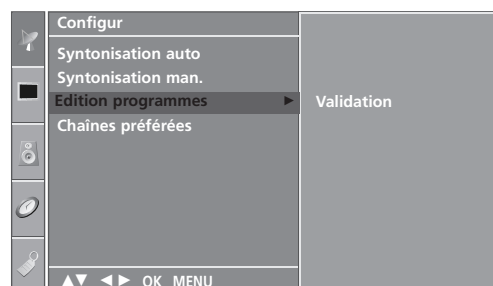 Configur
Syntonisation auto
Syntonisation man.
Edition programmes ► Validation
Chaînes préférées
▲▼ ◄► OK MENU